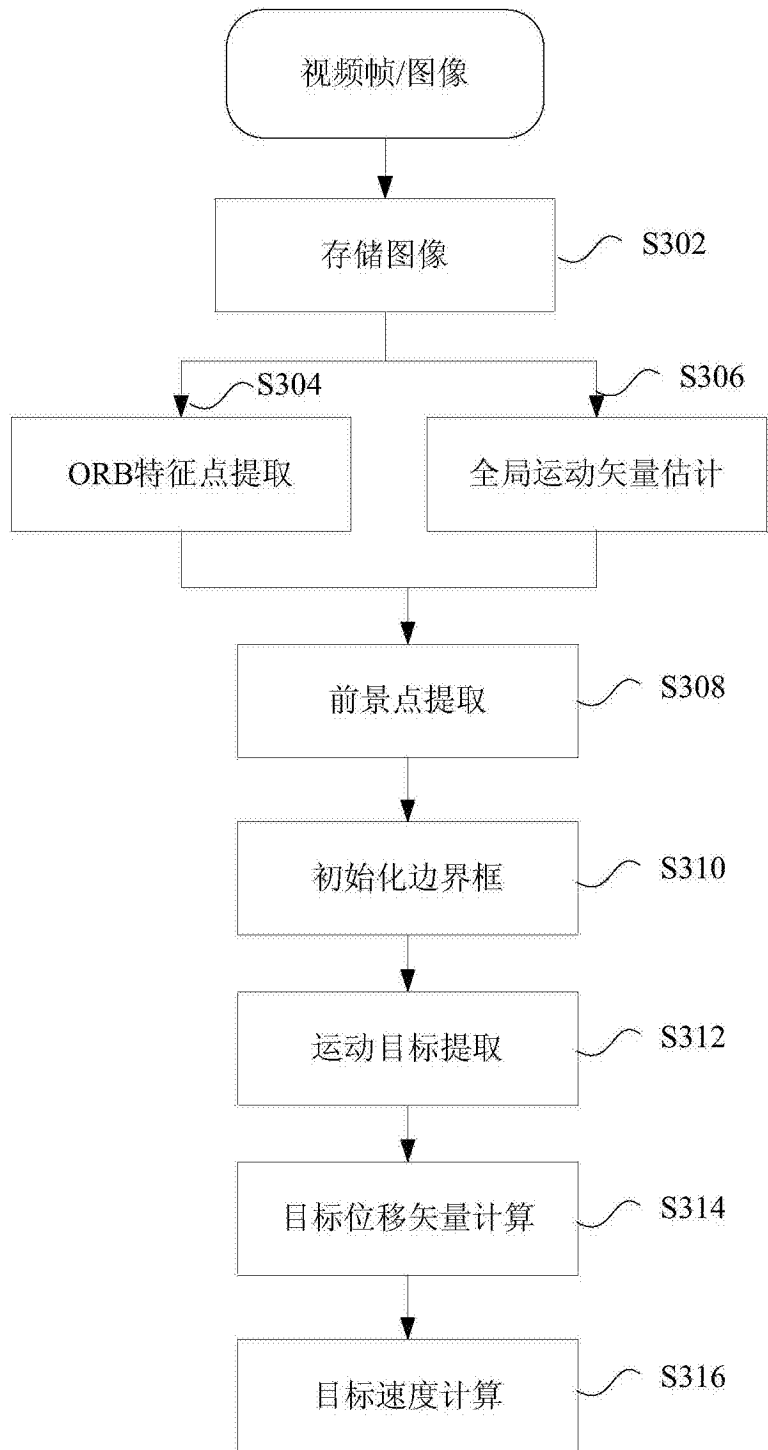 视频帧/图像
存储图像
S302
S304
S306
ORB特征点提取
全局运动矢量估计
前景点提取
S308
初始化边界框
S310
运动目标提取
S312
目标位移矢量计算
S314
目标速度计算
S316